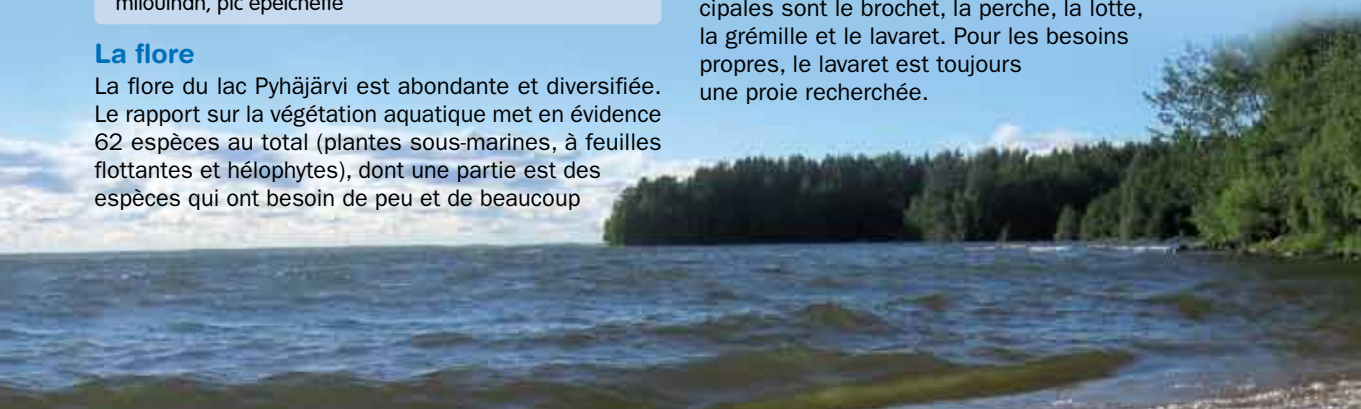 milouinan, pic épeichette
La flore
La flore du lac Pyhäjärvi est abondante et diversifiée.
Le rapport sur la végétation aquatique met en évidence
62 espèces au total (plantes sous-marines, à feuilles
flottantes et hélophytes), dont une partie est des
espèces qui ont besoin de peu et de beaucoup
cipales sont le brochet, la perche, la lotte,
la grémille et le lavaret. Pour les besoins
propres, le lavaret est toujours
une proie recherchée.